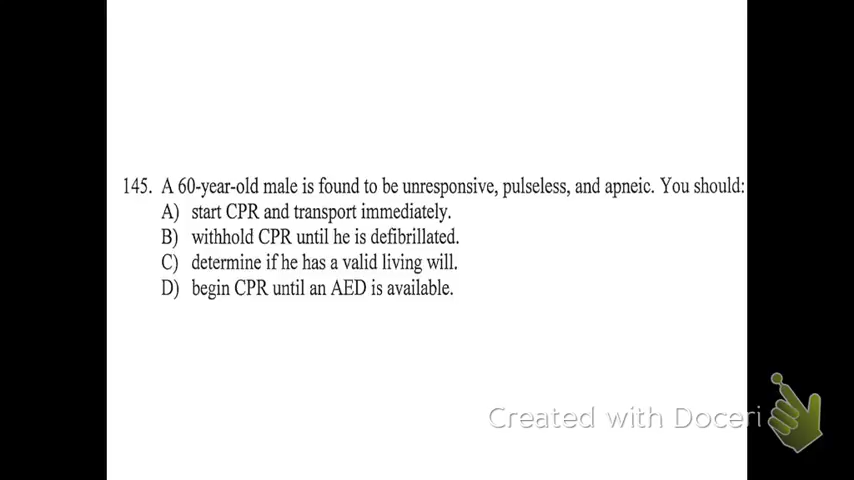 145. A 60-year-old male is found to be unresponsive, pulseless, and apneic. You should:
A) start CPR and transport immediately.
B) withhold CPR until he is defibrillated.
C) determine if he has a valid living will.
D) begin CPR until an AED is available.
Created with Doceri